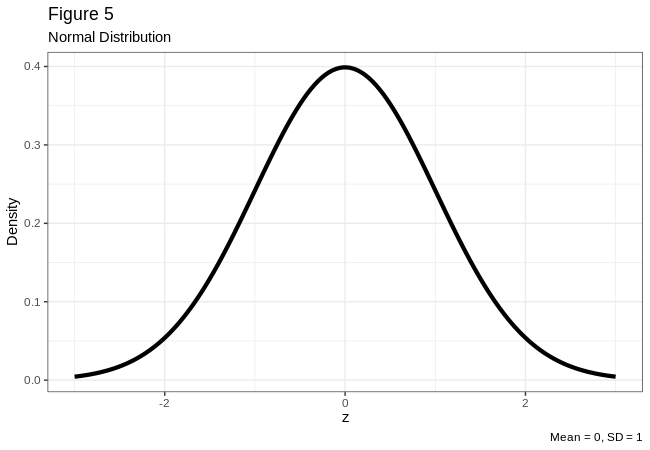 Figure 5
Normal Distribution
0.4
0.3
0.2
0.1
0.0
Density
-2 0 2
z
Mean = 0, SD = 1